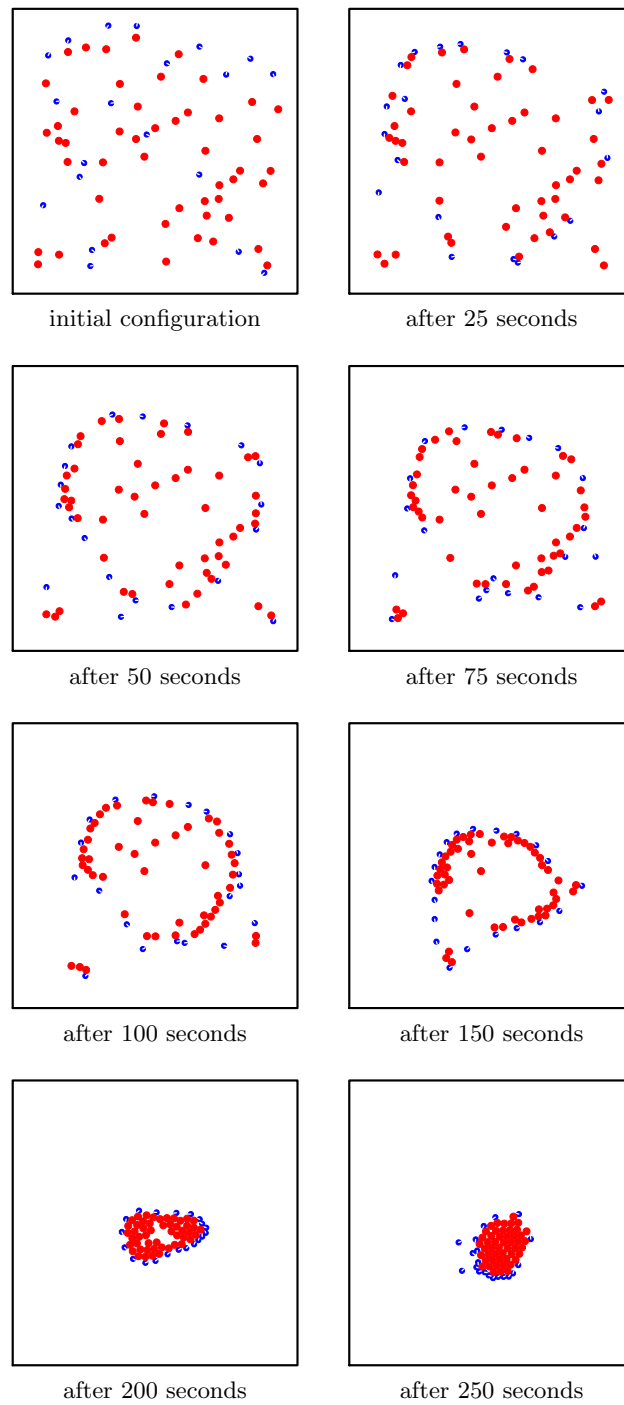 initial configuration
after 25 seconds
after 50 seconds
after 75 seconds
after 100 seconds
after 150 seconds
after 200 seconds
after 250 seconds